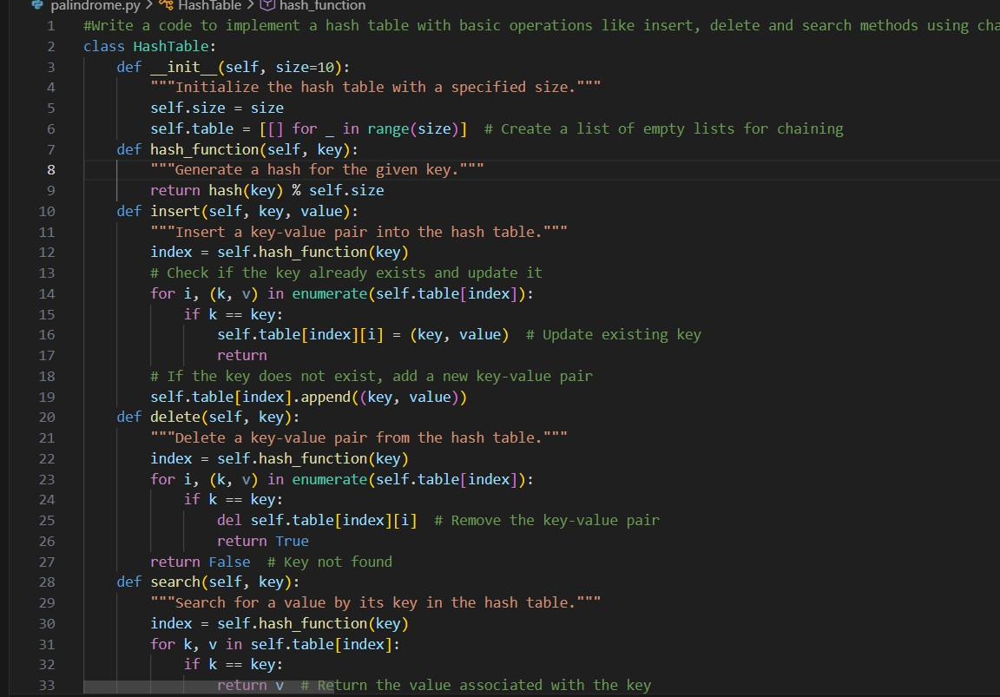 palindrome.py > HashTable > hash_function
1 #Write a code to implement a hash table with basic operations like insert, delete and search methods using cha
2 class HashTable:
3     def __init__(self, size=10):
4         """Initialize the hash table with a specified size."""
5         self.size = size
6         self.table = [[] for _ in range(size)]  # Create a list of empty lists for chaining
7     def hash_function(self, key):
8         """Generate a hash for the given key."""
9         return hash(key) % self.size
10     def insert(self, key, value):
11         """Insert a key-value pair into the hash table."""
12         index = self.hash_function(key)
13         # Check if the key already exists and update it
14         for i, (k, v) in enumerate(self.table[index]):
15             if k == key:
16                 self.table[index][i] = (key, value)  # Update existing key
17                 return
18         # If the key does not exist, add a new key-value pair
19         self.table[index].append((key, value))
20     def delete(self, key):
21         """Delete a key-value pair from the hash table."""
22         index = self.hash_function(key)
23         for i, (k, v) in enumerate(self.table[index]):
24             if k == key:
25                 del self.table[index][i]  # Remove the key-value pair
26                 return True
27         return False  # Key not found
28     def search(self, key):
29         """Search for a value by its key in the hash table."""
30         index = self.hash_function(key)
31         for k, v in self.table[index]:
32             if k == key:
33                 return v  # Return the value associated with the key